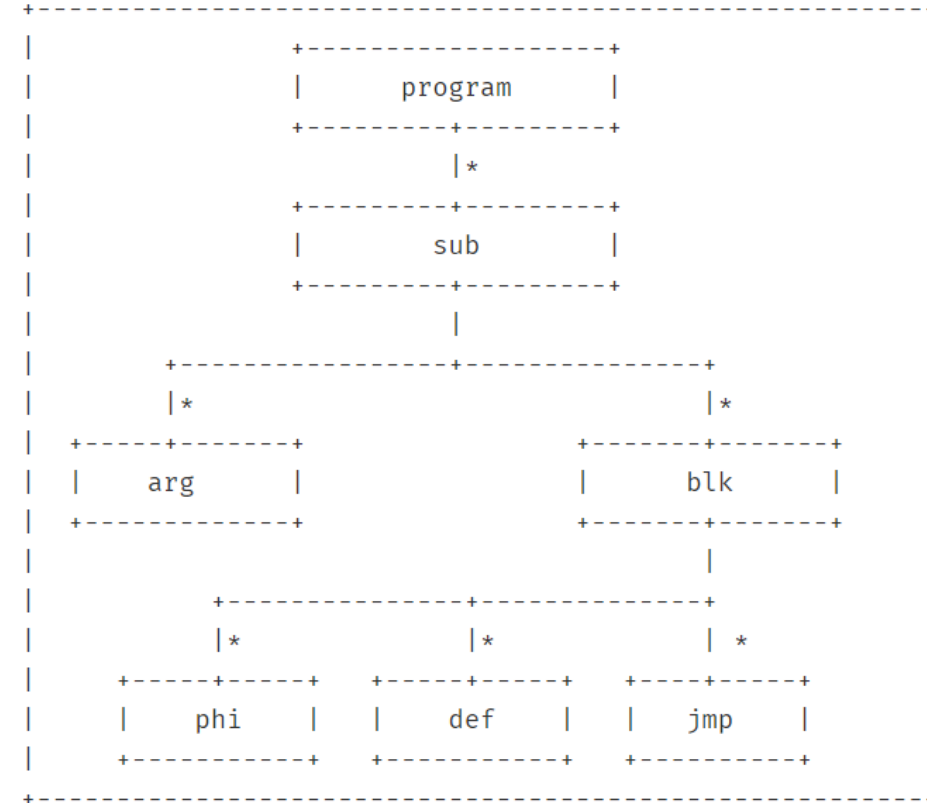 program
*
sub
* *
arg blk
* * *
phi def jmp